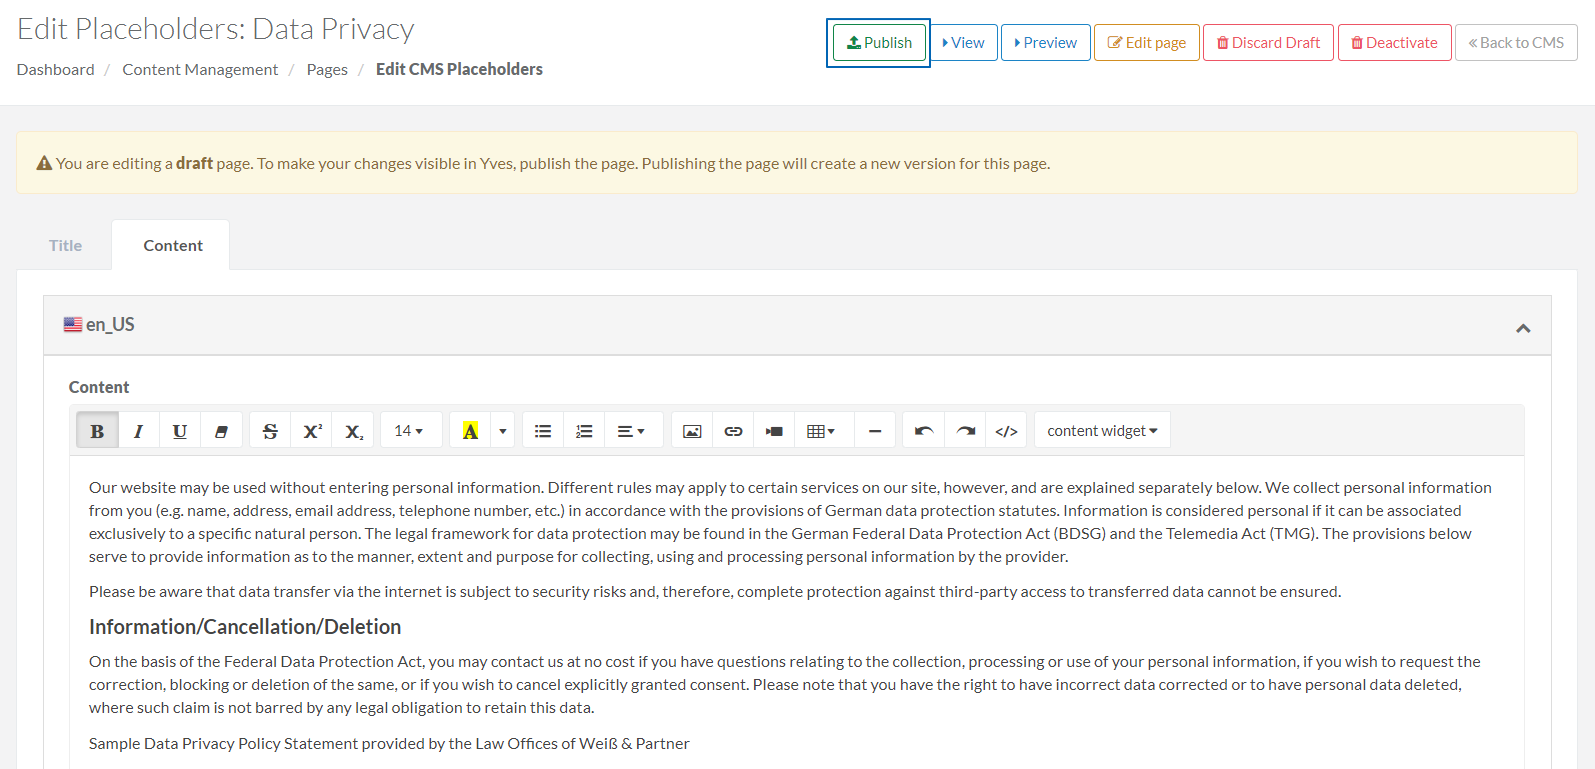 Edit Placeholders: Data Privacy
Publish View Preview Edit page Discard Draft Deactivate « Back to CMS
Dashboard / Content Management / Pages / Edit CMS Placeholders
You are editing a draft page. To make your changes visible in Yves, publish the page. Publishing the page will create a new version for this page.
Title Content
en_US
Content
B I U S X² X₂ 14 A </> content widget
Our website may be used without entering personal information. Different rules may apply to certain services on our site, however, and are explained separately below. We collect personal information
from you (e.g. name, address, email address, telephone number, etc.) in accordance with the provisions of German data protection statutes. Information is considered personal if it can be associated
exclusively to a specific natural person. The legal framework for data protection may be found in the German Federal Data Protection Act (BDSG) and the Telemedia Act (TMG). The provisions below
serve to provide information as to the manner, extent and purpose for collecting, using and processing personal information by the provider.
Please be aware that data transfer via the internet is subject to security risks and, therefore, complete protection against third-party access to transferred data cannot be ensured.
Information/Cancellation/Deletion
On the basis of the Federal Data Protection Act, you may contact us at no cost if you have questions relating to the collection, processing or use of your personal information, if you wish to request the
correction, blocking or deletion of the same, or if you wish to cancel explicitly granted consent. Please note that you have the right to have incorrect data corrected or to have personal data deleted,
where such claim is not barred by any legal obligation to retain this data.
Sample Data Privacy Policy Statement provided by the Law Offices of Weiß & Partner